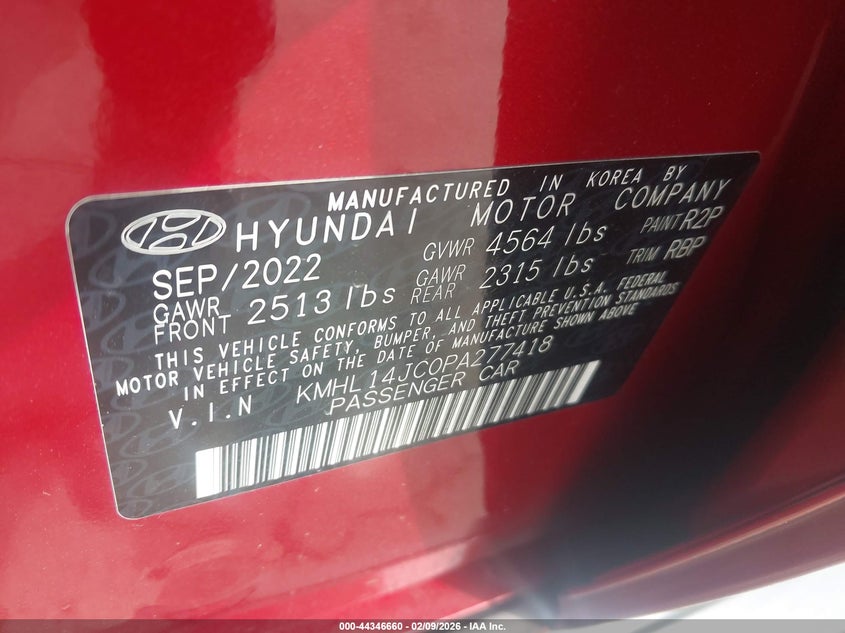 MANUFACTURED IN KOREA BY
HYUNDAI MOTOR COMPANY
SEP/2022 GVWR 4564 lbs PAINT R2P
GAWR FRONT 2513 lbs GAWR REAR 2315 lbs TRIM RBP
THIS VEHICLE CONFORMS TO ALL APPLICABLE U.S.A. FEDERAL
MOTOR VEHICLE SAFETY, BUMPER, AND THEFT PREVENTION STANDARDS
IN EFFECT ON THE DATE OF MANUFACTURE SHOWN ABOVE
V.I.N KMHL14JC0PA277418
PASSENGER CAR
000-44346660 - 02/09/2026 - IAA Inc.